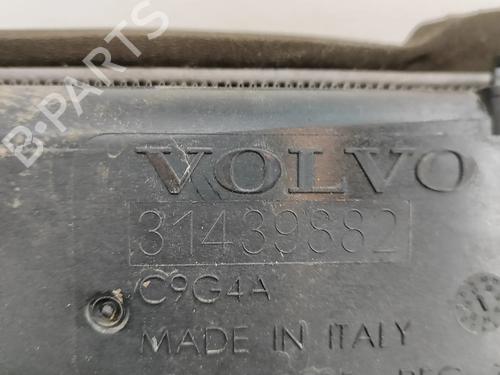 B-PARTS
VOLVO
31439882
C9G4A
MADE IN ITALY